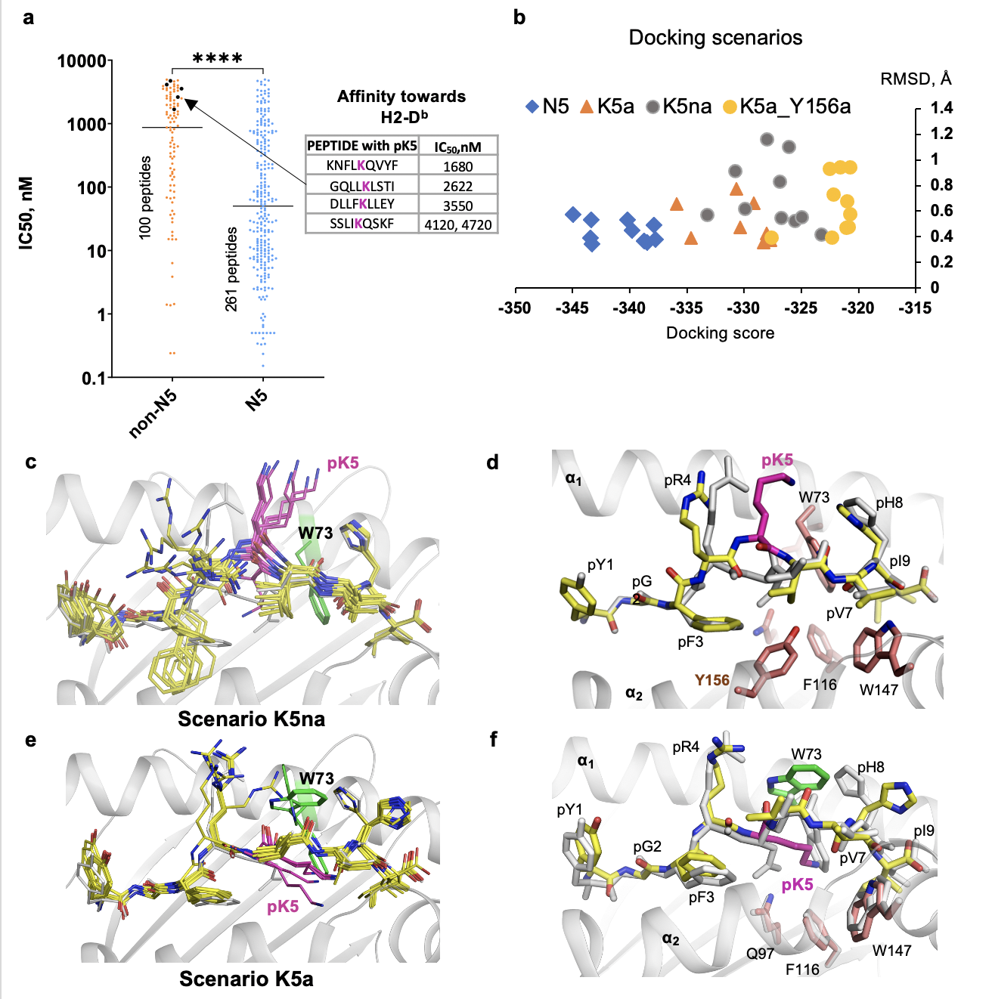 a
10000
1000
100
10
1
0.1
IC50, nM
****
100 peptides
261 peptides
non-N5
N5
Affinity towards
H2-Dᵇ
PEPTIDE with pK5 IC₅₀,nM
KNFLKQVYF 1680
GQLLKLSTI 2622
DLLFKLLEY 3550
SSLIKQSKF 4120, 4720
b
Docking scenarios
RMSD, Å
N5 K5a K5na K5a_Y156a
1.4
1.2
1
0.8
0.6
0.4
0.2
0
-350 -345 -340 -335 -330 -325 -320 -315
Docking score
c
pK5
W73
Scenario K5na
d
α₁
pR4
pK5
W73
pH8
pY1
pG
2
pI9
pV7
pF3
Y156
F116
W147
α₂
e
W73
pK5
Scenario K5a
f
α₁
pR4
W73
pH8
pY1
pG2
pI9
pV7
pF3
pK5
α₂
Q97
F116
W147